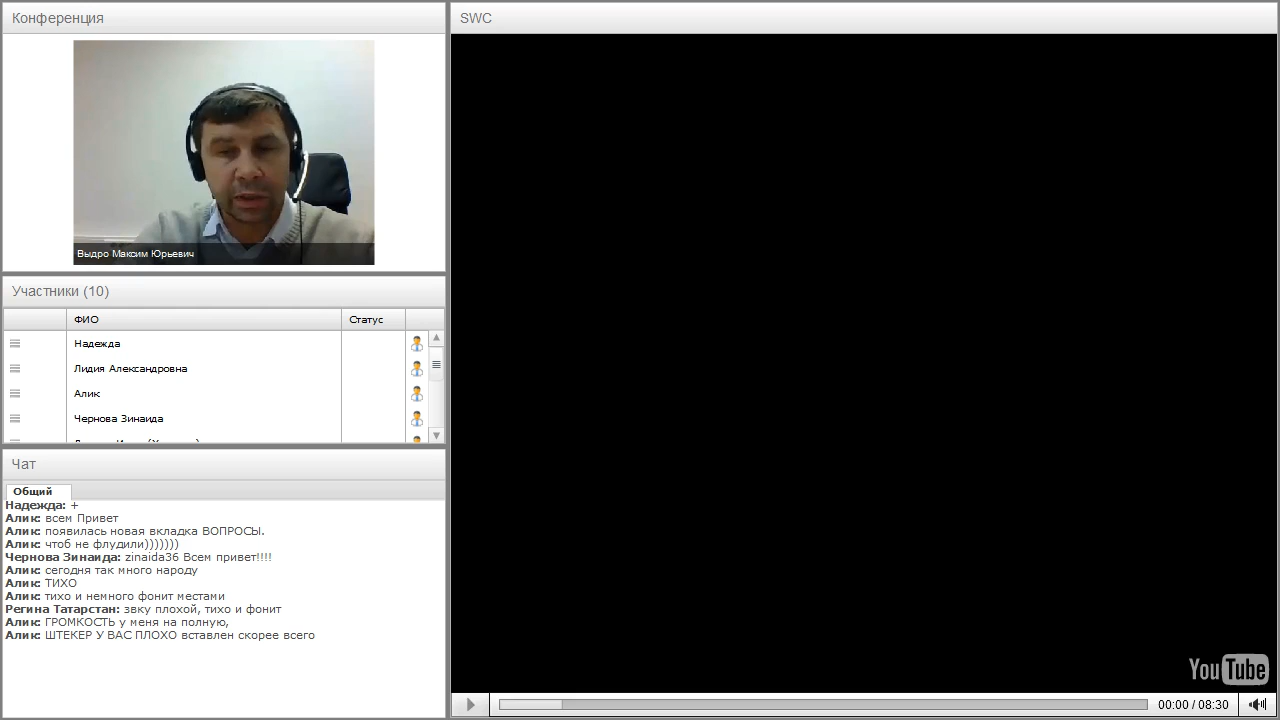 Конференция
Выдро Максим Юрьевич
Участники (10)
ФИО
Статус
Надежда
Лидия Александровна
Алик
Чернова Зинаида
Чат
Общий
Надежда: +
Алик: всем Привет
Алик: появилась новая вкладка ВОПРОСЫ.
Алик: чтоб не флудили)))))))
Чернова Зинаида: zinaida36 Всем привет!!!!
Алик: сегодня так много народу
Алик: ТИХО
Алик: тихо и немного фонит местами
Регина Татарстан: звку плохой, тихо и фонит
Алик: ГРОМКОСТЬ у меня на полную,
Алик: ШТЕКЕР У ВАС ПЛОХО вставлен скорее всего
SWC
YouTube
00:00 / 08:30